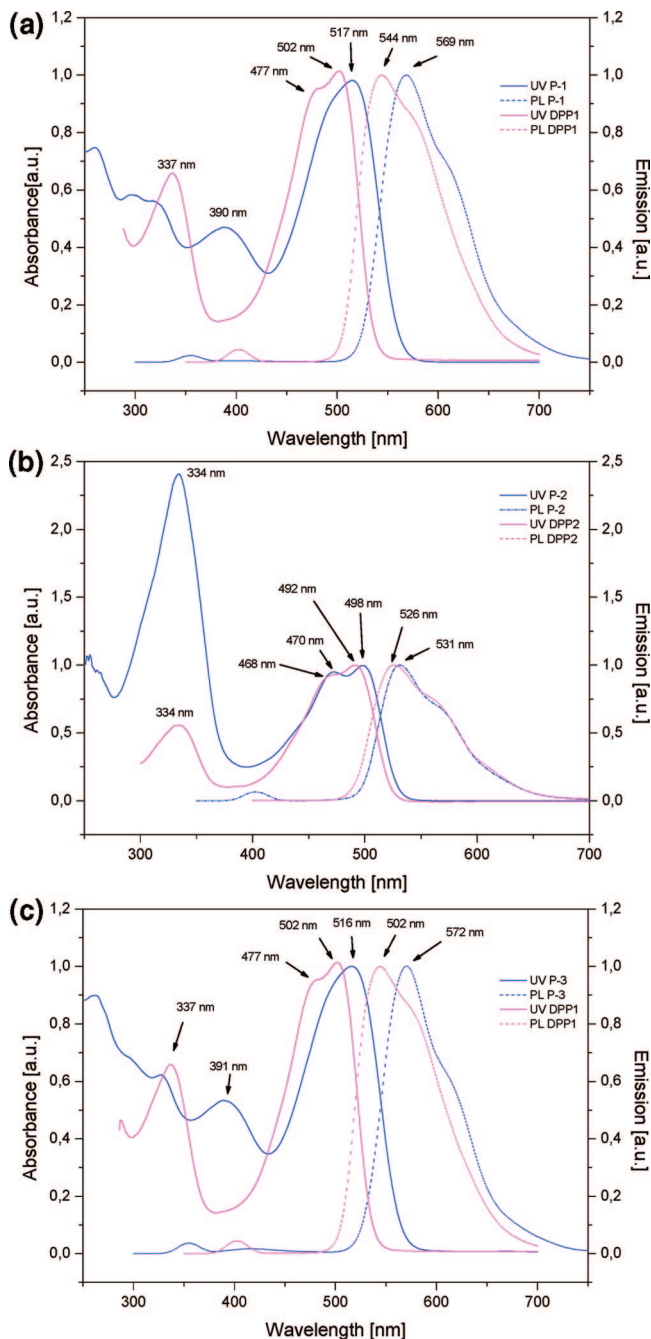 (a)
1,2
1,0
0,8
0,6
0,4
0,2
0,0
Absorbance[a.u.]
337 nm
390 nm
477 nm
502 nm
517 nm
544 nm
569 nm
UV P-1
PL P-1
UV DPP1
PL DPP1
1,2
1,0
0,8
0,6
0,4
0,2
0,0
Emission [a.u.]
300 400 500 600 700
Wavelength [nm]
(b)
2,5
2,0
1,5
1,0
0,5
0,0
Absorbance [a.u.]
334 nm
334 nm
468 nm
470 nm
492 nm
498 nm
526 nm
531 nm
UV P-2
PL P-2
UV DPP2
PL DPP2
2,5
2,0
1,5
1,0
0,5
0,0
Emission [a.u.]
300 400 500 600 700
Wavelength [nm]
(c)
1,2
1,0
0,8
0,6
0,4
0,2
0,0
Absorbance [a.u.]
337 nm
391 nm
477 nm
502 nm
516 nm
502 nm
572 nm
UV P-3
PL P-3
UV DPP1
PL DPP1
1,2
1,0
0,8
0,6
0,4
0,2
0,0
Emission [a.u.]
300 400 500 600 700
Wavelength [nm]